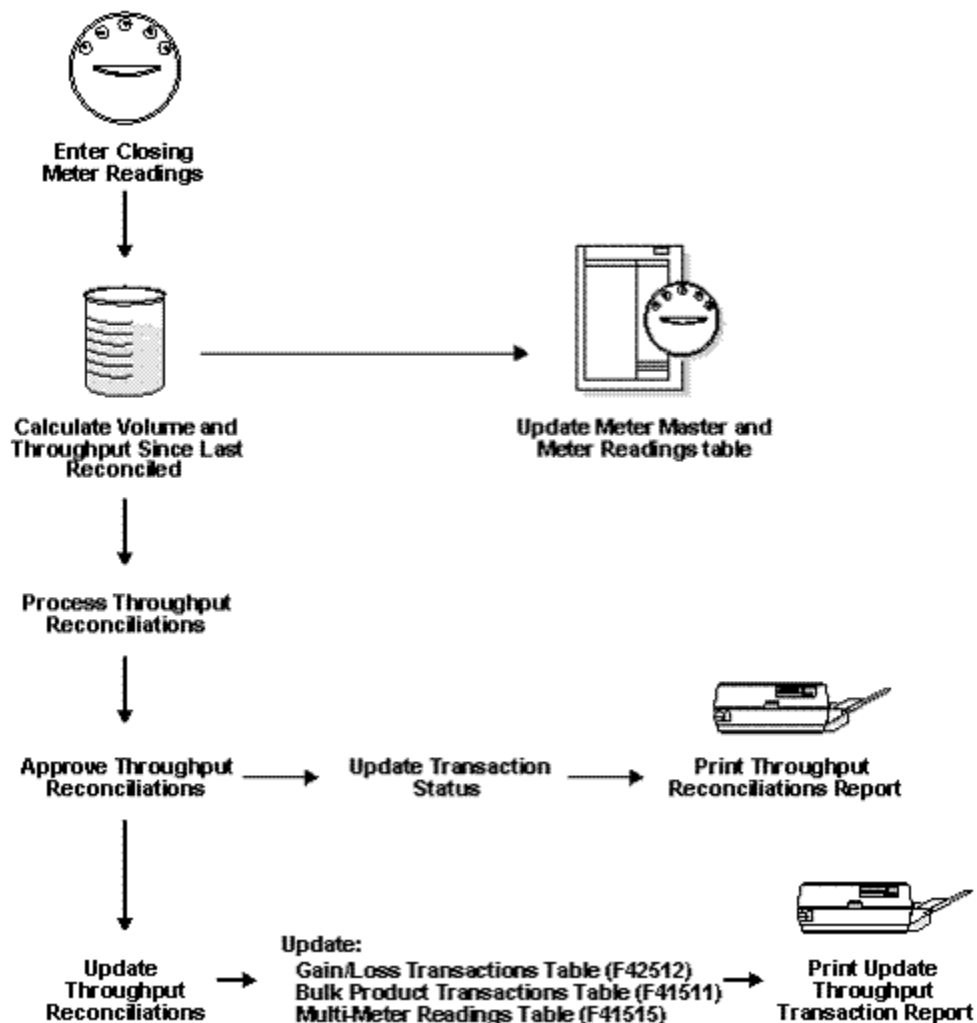 Enter Closing
Meter Readings
Calculate Volume and
Throughput Since Last
Reconciled
Update Meter Master and
Meter Readings table
Process Throughput
Reconciliations
Approve Throughput
Reconciliations
Update Transaction
Status
Print Throughput
Reconciliations Report
Update
Throughput
Reconciliations
Update:
Gain/Loss Transactions Table (F42512)
Bulk Product Transactions Table (F41511)
Multi-Meter Readings Table (F41515)
Print Update
Throughput
Transaction Report